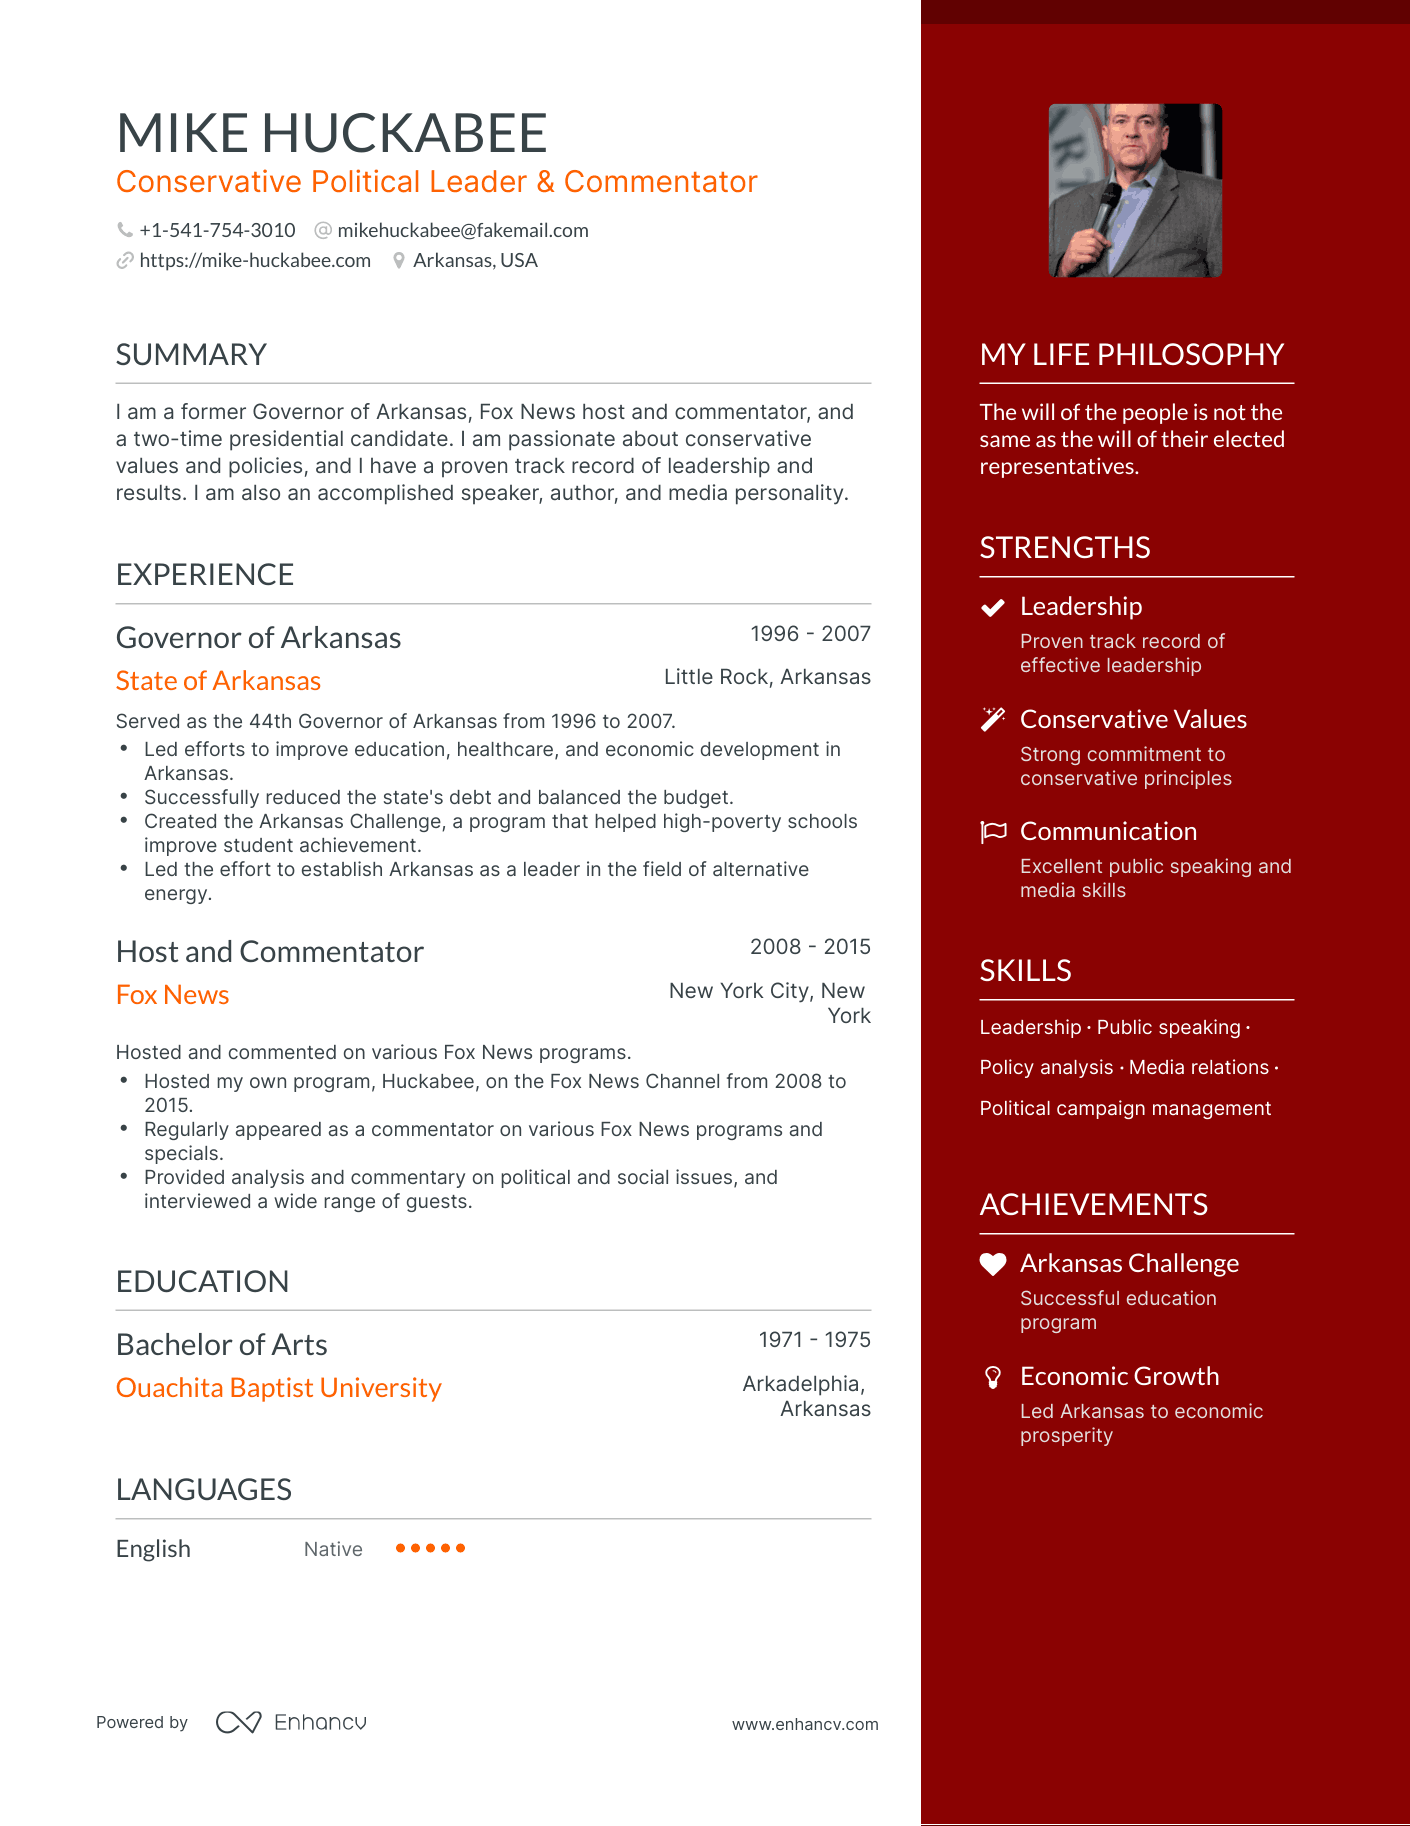 MIKE HUCKABEE
Conservative Political Leader & Commentator
+1-541-754-3010 mikehuckabee@fakemail.com
https://mike-huckabee.com Arkansas, USA
SUMMARY
I am a former Governor of Arkansas, Fox News host and commentator, and
a two-time presidential candidate. I am passionate about conservative
values and policies, and I have a proven track record of leadership and
results. I am also an accomplished speaker, author, and media personality.
EXPERIENCE
Governor of Arkansas 1996 - 2007
State of Arkansas Little Rock, Arkansas
Served as the 44th Governor of Arkansas from 1996 to 2007.
• Led efforts to improve education, healthcare, and economic development in
Arkansas.
• Successfully reduced the state's debt and balanced the budget.
• Created the Arkansas Challenge, a program that helped high-poverty schools
improve student achievement.
• Led the effort to establish Arkansas as a leader in the field of alternative
energy.
Host and Commentator 2008 - 2015
Fox News New York City, New
York
Hosted and commented on various Fox News programs.
• Hosted my own program, Huckabee, on the Fox News Channel from 2008 to
2015.
• Regularly appeared as a commentator on various Fox News programs and
specials.
• Provided analysis and commentary on political and social issues, and
interviewed a wide range of guests.
EDUCATION
Bachelor of Arts 1971 - 1975
Ouachita Baptist University Arkadelphia,
Arkansas
LANGUAGES
English Native
Powered by Enhancv www.enhancv.com
MY LIFE PHILOSOPHY
The will of the people is not the
same as the will of their elected
representatives.
STRENGTHS
Leadership
Proven track record of
effective leadership
Conservative Values
Strong commitment to
conservative principles
Communication
Excellent public speaking and
media skills
SKILLS
Leadership · Public speaking ·
Policy analysis · Media relations ·
Political campaign management
ACHIEVEMENTS
Arkansas Challenge
Successful education
program
Economic Growth
Led Arkansas to economic
prosperity